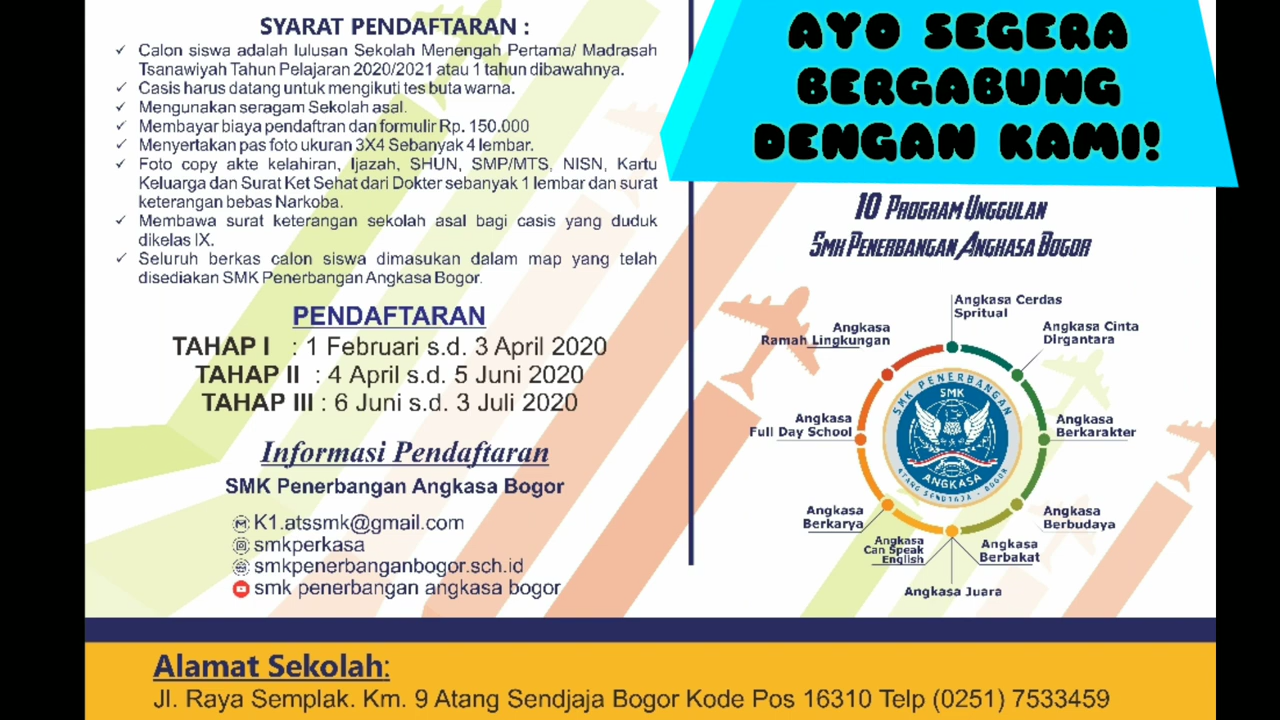 SYARAT PENDAFTARAN :
✓ Calon siswa adalah lulusan Sekolah Menengah Pertama/ Madrasah
Tsanawiyah Tahun Pelajaran 2020/2021 atau 1 tahun dibawahnya.
✓ Casis harus datang untuk mengikuti tes buta warna.
✓ Mengunakan seragam Sekolah asal.
✓ Membayar biaya pendaftran dan formulir Rp. 150.000
✓ Menyertakan pas foto ukuran 3X4 Sebanyak 4 lembar.
✓ Foto copy akte kelahiran, Ijazah, SHUN, SMP/MTS, NISN, Kartu
Keluarga dan Surat Ket Sehat dari Dokter sebanyak 1 lembar dan surat
keterangan bebas Narkoba.
✓ Membawa surat keterangan sekolah asal bagi casis yang duduk
dikelas IX.
✓ Seluruh berkas calon siswa dimasukan dalam map yang telah
disediakan SMK Penerbangan Angkasa Bogor.
PENDAFTARAN
TAHAP I : 1 Februari s.d. 3 April 2020
TAHAP II : 4 April s.d. 5 Juni 2020
TAHAP III : 6 Juni s.d. 3 Juli 2020
Informasi Pendaftaran
SMK Penerbangan Angkasa Bogor
K1.atssmk@gmail.com
smkperkasa
smkpenerbanganbogor.sch.id
smk penerbangan angkasa bogor
AYO SEGERA
BERGABUNG
DENGAN KAMI!
10 Program Unggulan
Smk Penerbangan Angkasa Bogor
Angkasa Cerdas
Spritual
Angkasa Cinta
Dirgantara
Angkasa
Berkarakter
Angkasa
Berbudaya
Angkasa
Berbakat
Angkasa Juara
Angkasa
Can Speak
English
Angkasa
Berkarya
Angkasa
Full Day School
Angkasa
Ramah Lingkungan
SMK PENERBANGAN
SMK
ANGKASA
ATANG SENDJAJA - BOGOR
Alamat Sekolah:
Jl. Raya Semplak. Km. 9 Atang Sendjaja Bogor Kode Pos 16310 Telp (0251) 7533459